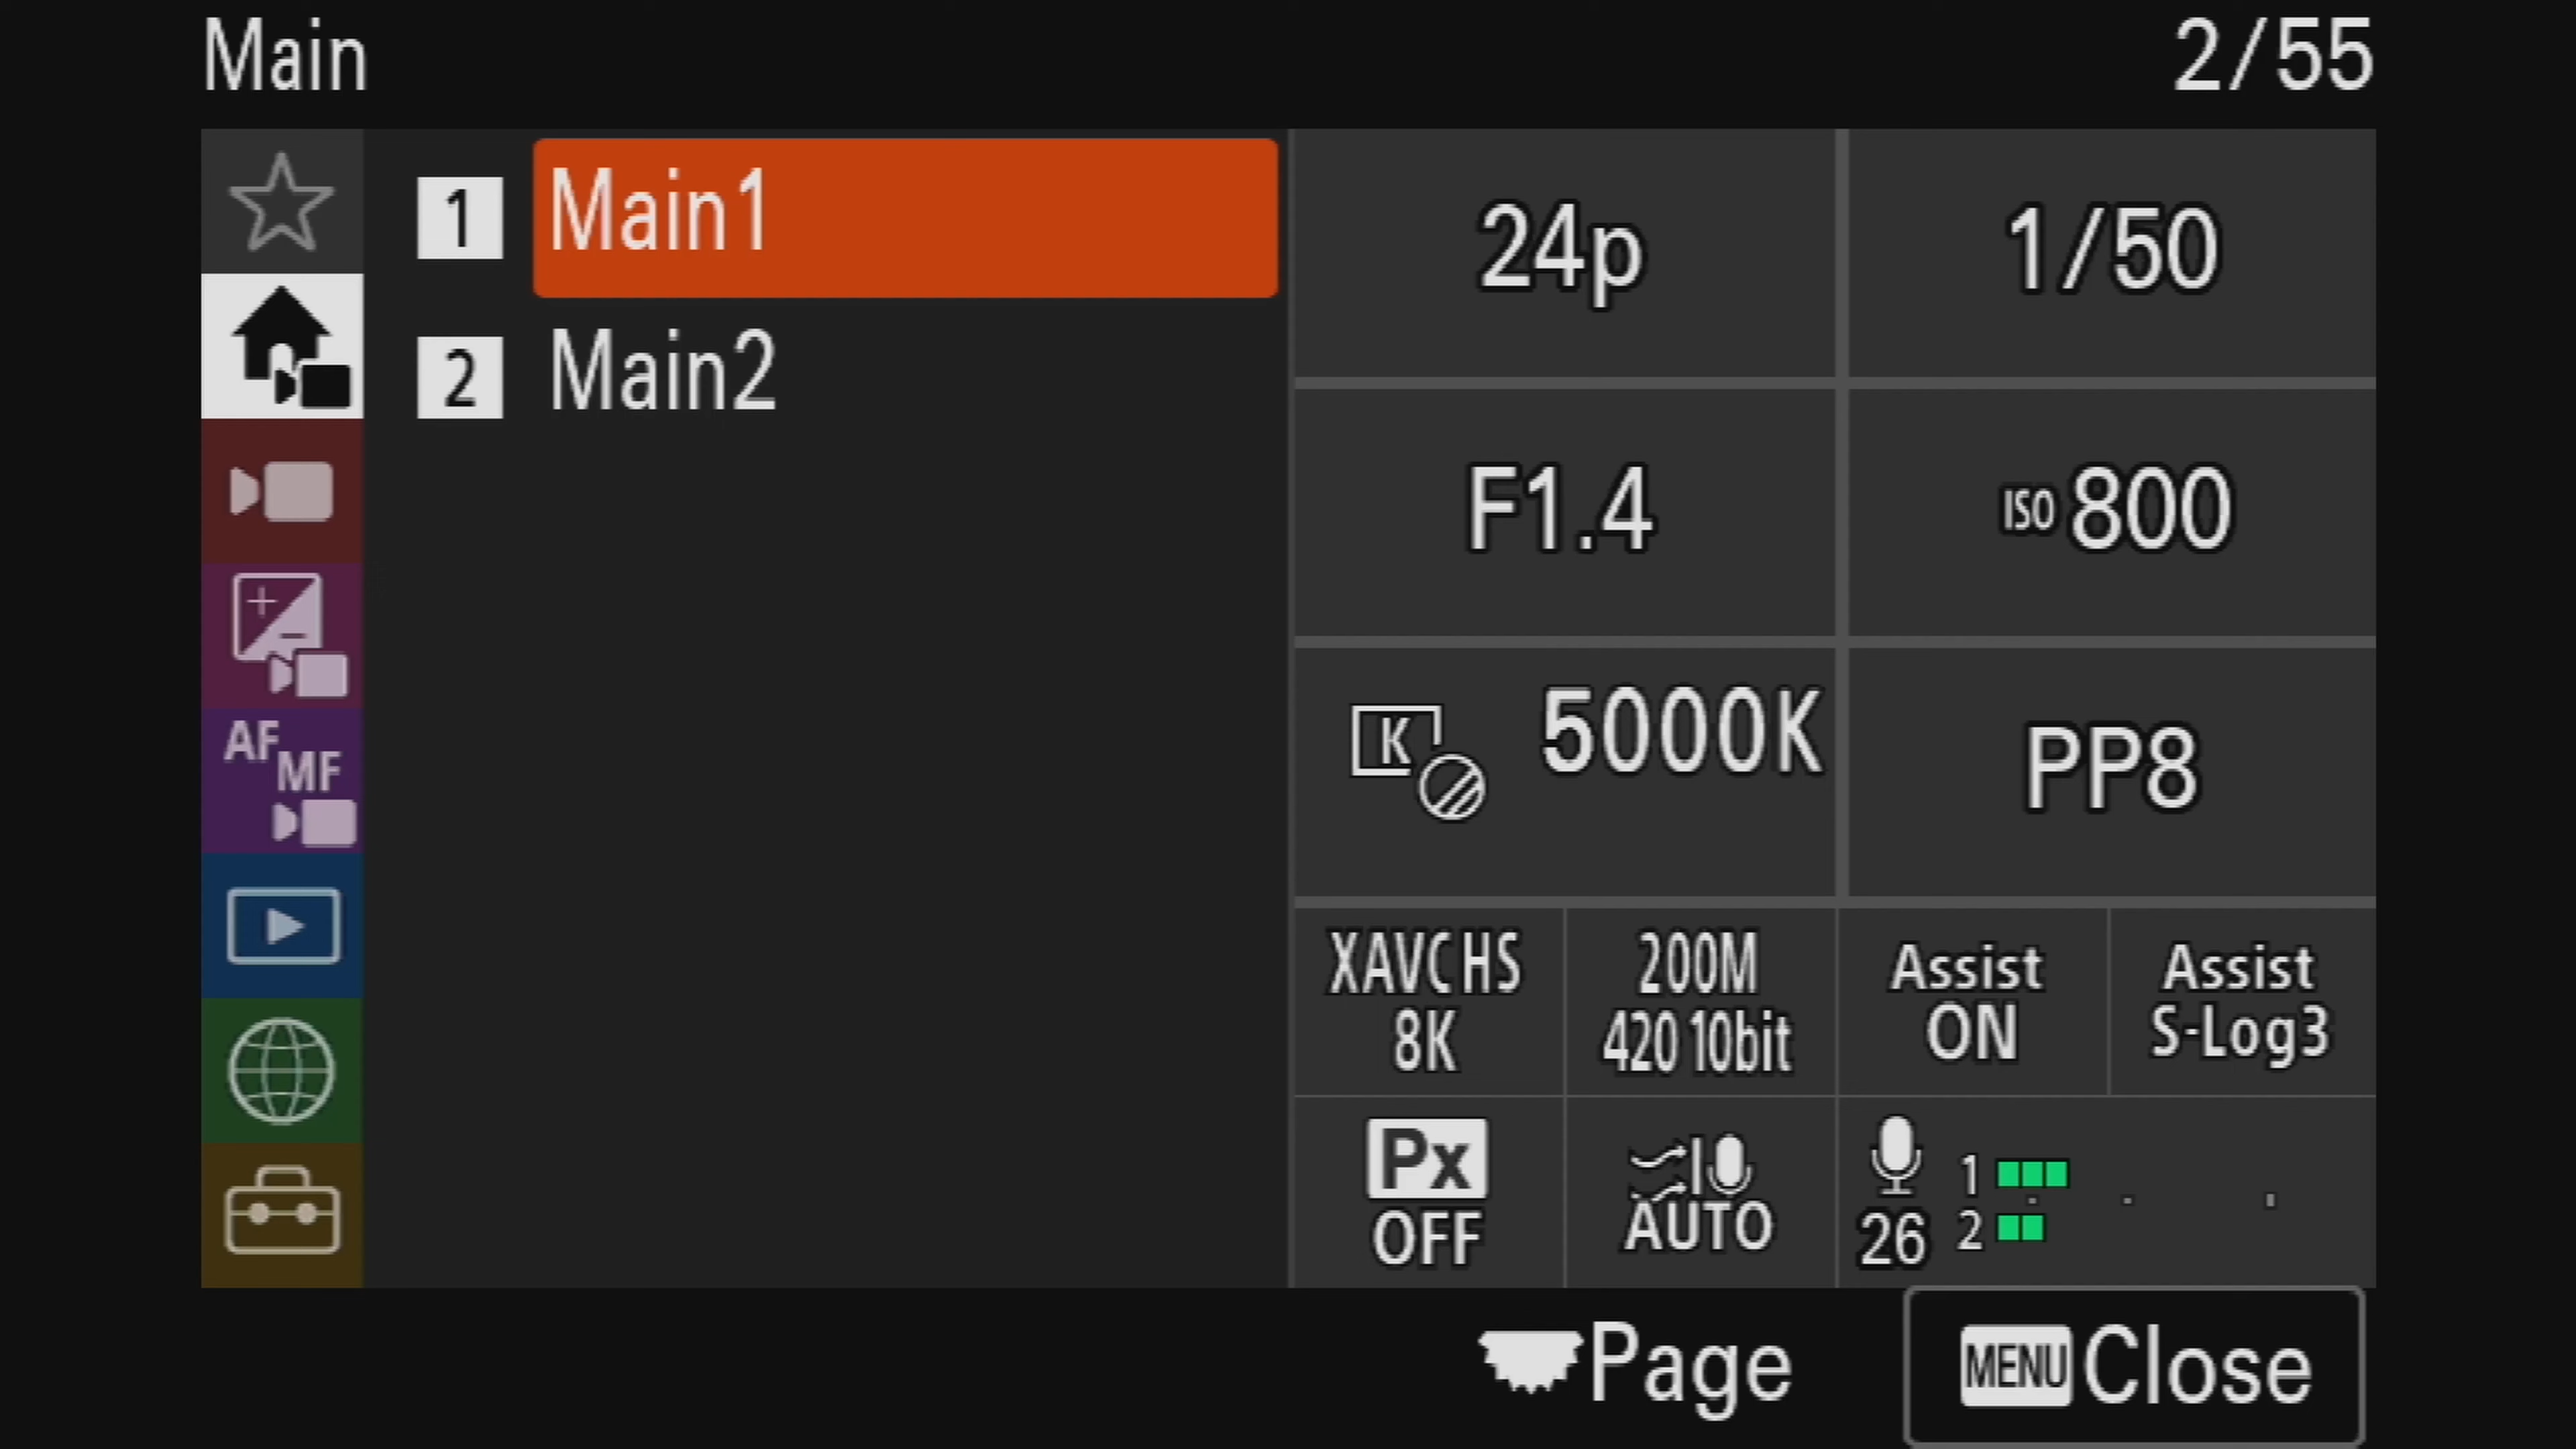 Main
2/55
1 Main1
2 Main2
AF MF
24p
1/50
F1.4
ISO 800
K 5000K
PP8
XAVC HS
8K
200M
420 10bit
Assist
ON
Assist
S-Log3
Px
OFF
AUTO
26
1
2
Page
MENU Close